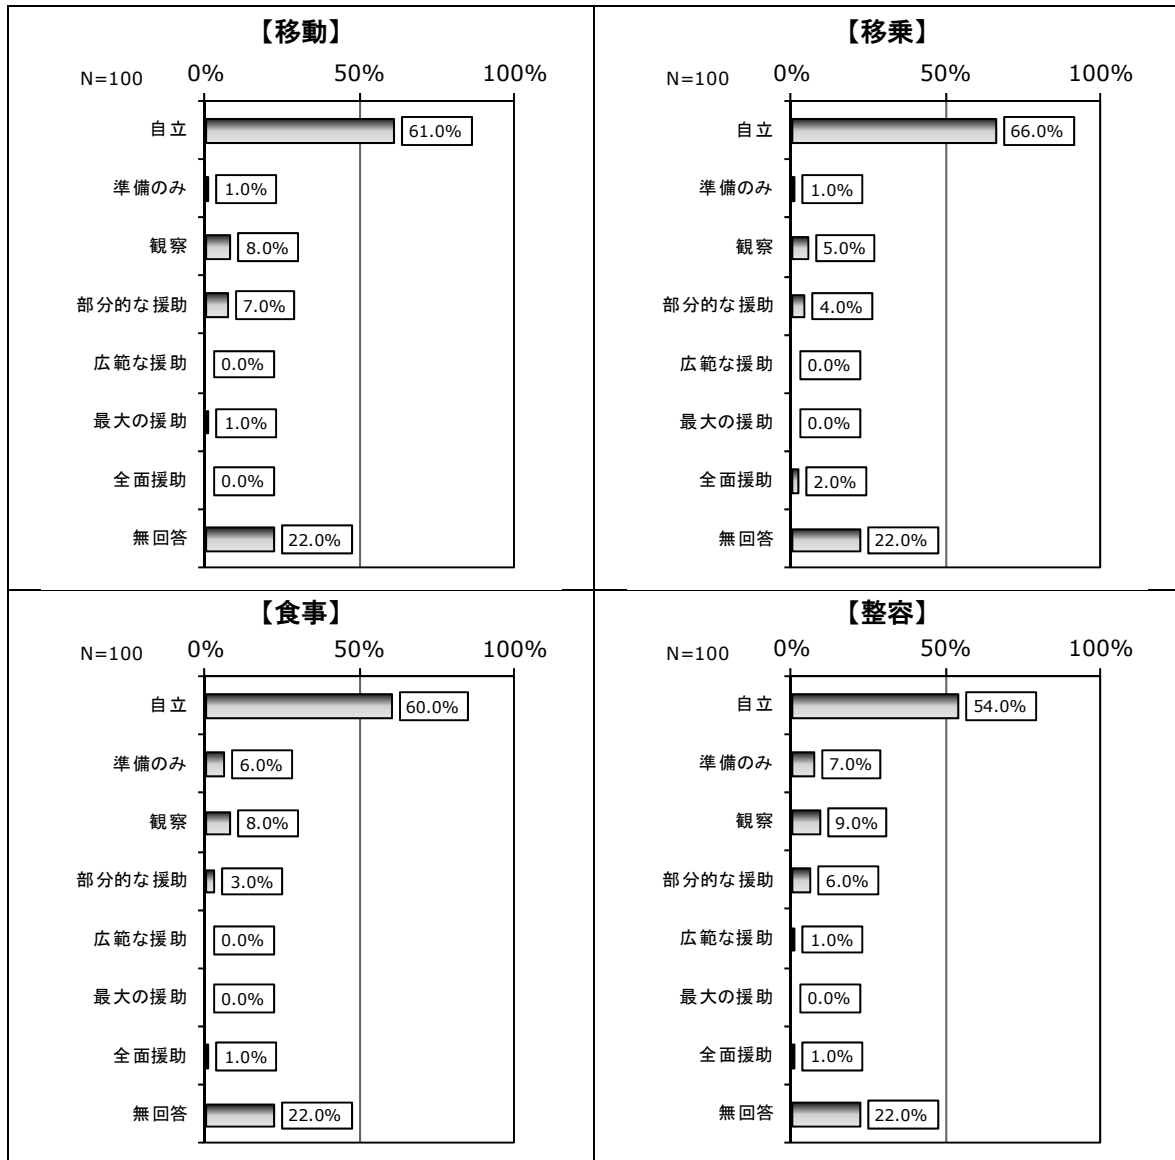 【移動】
N=100 0% 50% 100%
自立 61.0%
準備のみ 1.0%
観察 8.0%
部分的な援助 7.0%
広範な援助 0.0%
最大の援助 1.0%
全面援助 0.0%
無回答 22.0%
【移乗】
N=100 0% 50% 100%
自立 66.0%
準備のみ 1.0%
観察 5.0%
部分的な援助 4.0%
広範な援助 0.0%
最大の援助 0.0%
全面援助 2.0%
無回答 22.0%
【食事】
N=100 0% 50% 100%
自立 60.0%
準備のみ 6.0%
観察 8.0%
部分的な援助 3.0%
広範な援助 0.0%
最大の援助 0.0%
全面援助 1.0%
無回答 22.0%
【整容】
N=100 0% 50% 100%
自立 54.0%
準備のみ 7.0%
観察 9.0%
部分的な援助 6.0%
広範な援助 1.0%
最大の援助 0.0%
全面援助 1.0%
無回答 22.0%